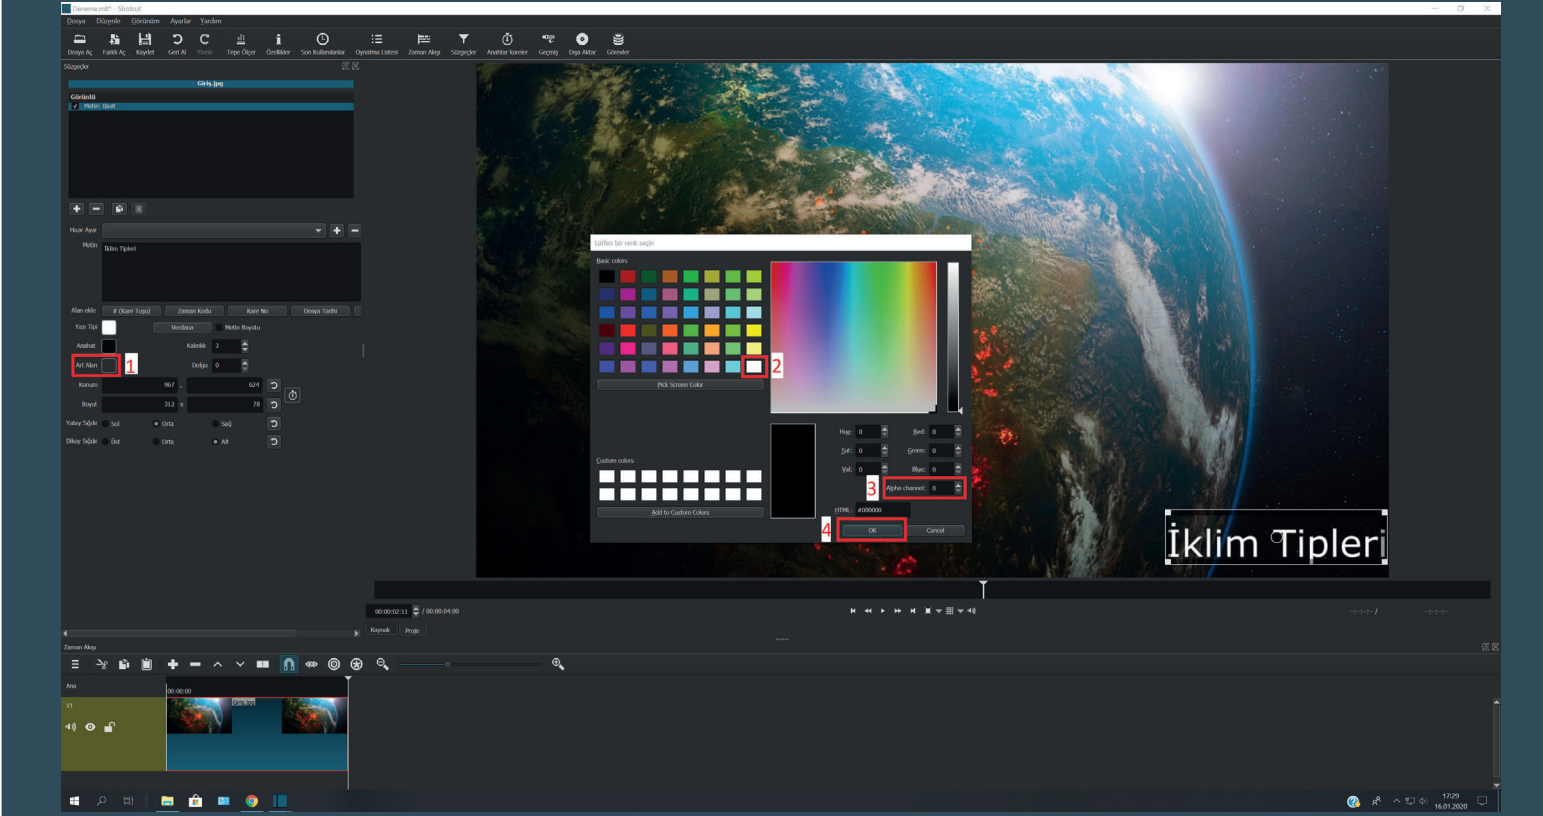 Deneme.mlt* - Shotcut
Dosya Düzenle Görünüm Ayarlar Yardım
Dosya Aç Farklı Aç_ Kaydet Geri Al Yinele Tepe Ölçer Özellikler Son Kullanılanlar Oynatma Listesi Zaman Akışı Süzgeçler Anahtar kareler Geçmiş Dışa Aktar Görevler
Süzgeçler
Giriş.jpg
Görüntü
Metin: Basit
Hazır Ayar
Metin
İklim Tipleri
Alan ekle # (Kare Tuşu) Zaman Kodu Kare No Dosya Tarihi
Yazı Tipi Verdana Metin Boyutu
Anahat Kalınlık 3
Art Alan 1 Dolgu 0
Konum 967 , 624
Boyut 312 x 78
Yatay Sığdır Sol Orta Sağ
Dikey Sığdır Üst Orta Alt
Lütfen bir renk seçin
Basic colors
2
Pick Screen Color
Custom colors
Add to Custom Colors
Hue: 0 Red: 0
Sat: 0 Green: 0
Val: 0 Blue: 0
3 Alpha channel: 0
HTML: #000000
4 OK Cancel
İklim Tipleri
00:00:02:11 / 00:00:04:00
--:--:--:-- /
--:--:--:--
Kaynak Proje
Zaman Akışı
Ana
00:00:00
V1
Giriş.jpg
17:29
16.01.2020